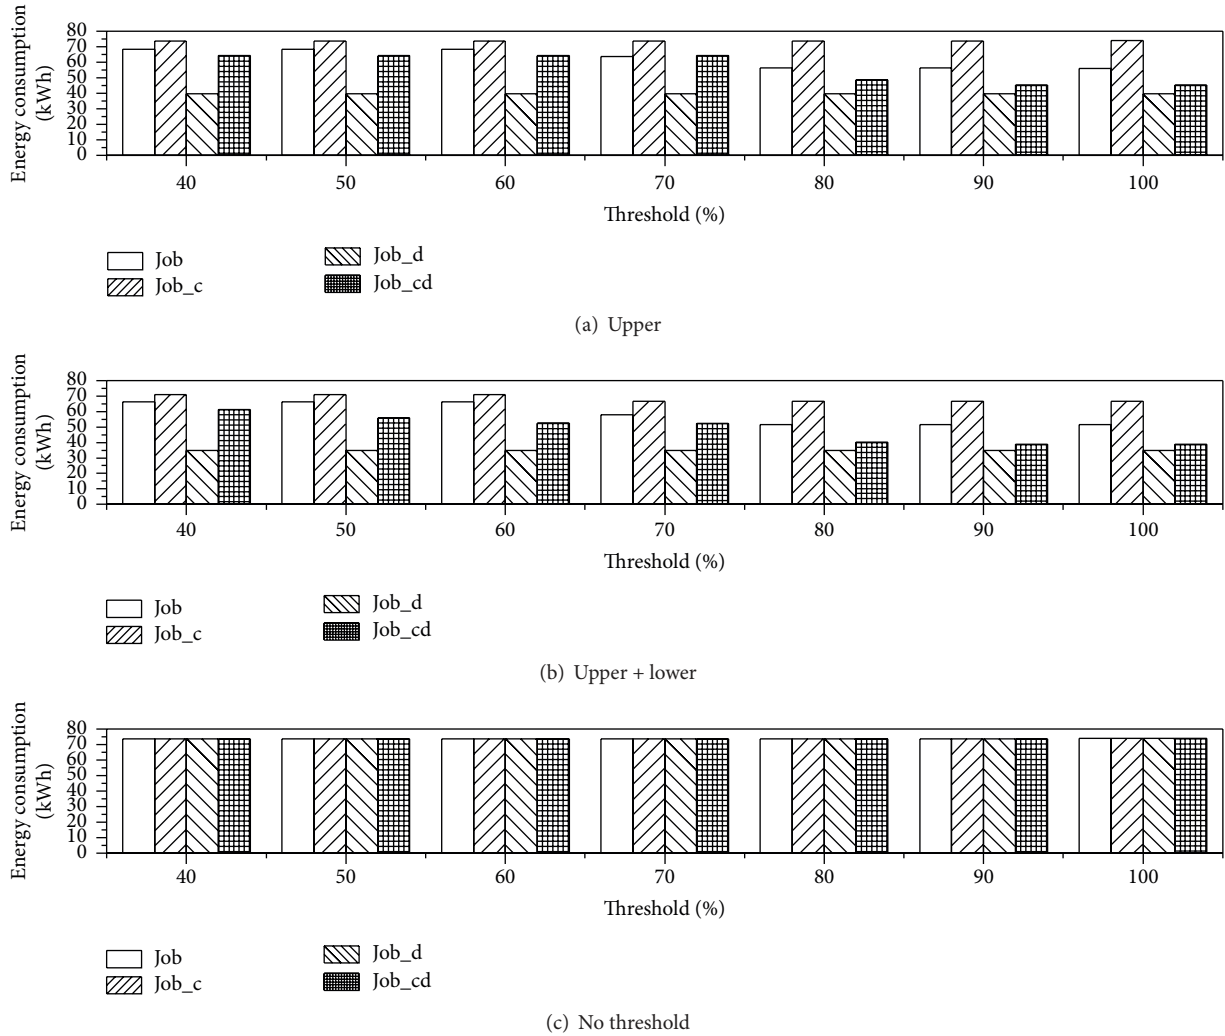 Energy consumption
(kWh)
80
70
60
50
40
30
20
10
0
40 50 60 70 80 90 100
Threshold (%)
Job
Job_c
Job_d
Job_cd
(a) Upper
Energy consumption
(kWh)
80
70
60
50
40
30
20
10
0
40 50 60 70 80 90 100
Threshold (%)
Job
Job_c
Job_d
Job_cd
(b) Upper + lower
Energy consumption
(kWh)
80
70
60
50
40
30
20
10
0
40 50 60 70 80 90 100
Threshold (%)
Job
Job_c
Job_d
Job_cd
(c) No threshold